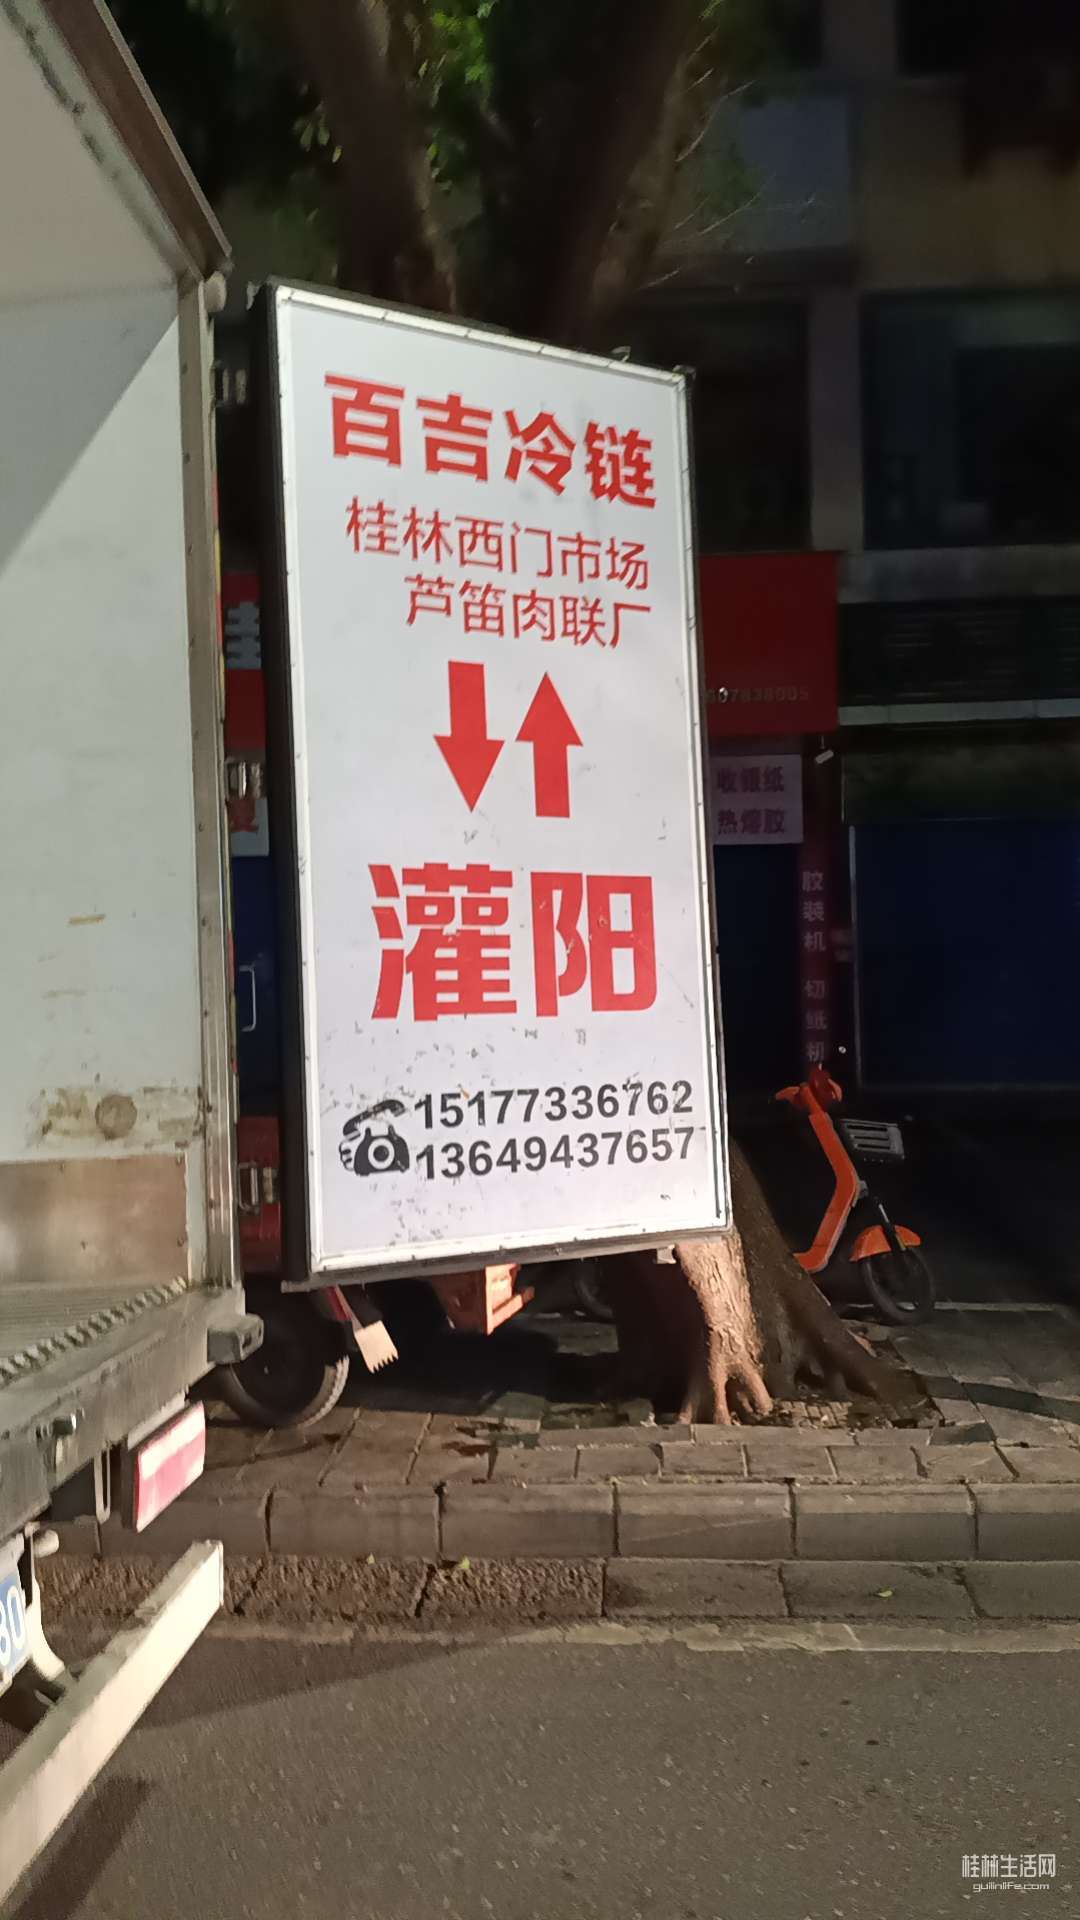 百吉冷链
桂林西门市场
芦笛肉联厂
灌阳
15177336762
13649437657
收银纸
热熔胶
胶装机 切纸机
桂林生活网
guilinlife.com